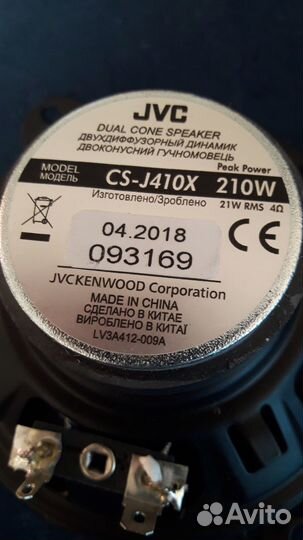 JVC
DUAL CONE SPEAKER
ДВУХДИФФУЗОРНЫЙ ДИНАМИК
ДВОКОНУСНИЙ ГУЧНОМОВЕЦЬ
Peak Power
MODEL МОДЕЛЬ CS-J410X 210W
Изготовлено/Зроблено 21W RMS 4Ω
04.2018
093169
CE
JVCKENWOOD Corporation
MADE IN CHINA
СДЕЛАНО В КИТАЕ
ВИРОБЛЕНО В КИТАЇ
LV3A412-009A
Avito